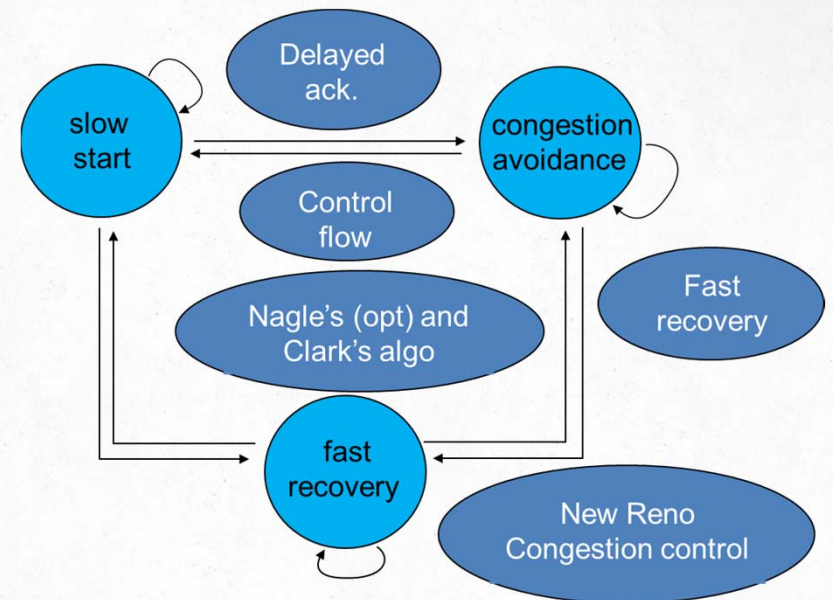 Delayed
ack.
slow
start
congestion
avoidance
Control
flow
Nagle's (opt) and
Clark's algo
Fast
recovery
fast
recovery
New Reno
Congestion control